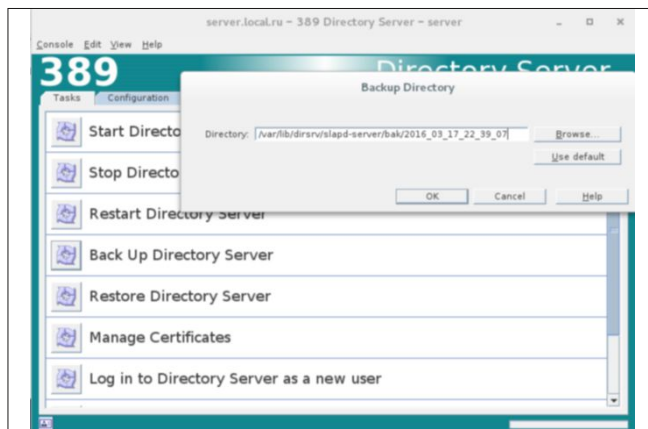 server.local.ru – 389 Directory Server – server
Console Edit View Help
389 Directory Server
Tasks Configuration
Backup Directory
Start Directo
Directory: /var/lib/dirsrv/slapd-server/bak/2016_03_17_22_39_07
Browse...
Use default
Stop Directo
OK Cancel Help
Restart Directory Server
Back Up Directory Server
Restore Directory Server
Manage Certificates
Log in to Directory Server as a new user